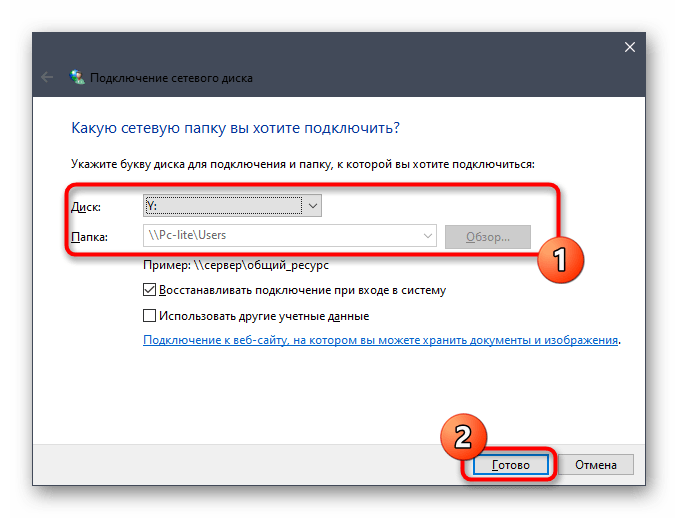 Подключение сетевого диска
Какую сетевую папку вы хотите подключить?
Укажите букву диска для подключения и папку, к которой вы хотите подключиться:
Диск: Y:
Папка: \\Pc-lite\Users Обзор...
1
Пример: \\сервер\общий_ресурс
Восстанавливать подключение при входе в систему
Использовать другие учетные данные
Подключение к веб-сайту, на котором вы можете хранить документы и изображения.
2
Готово Отмена